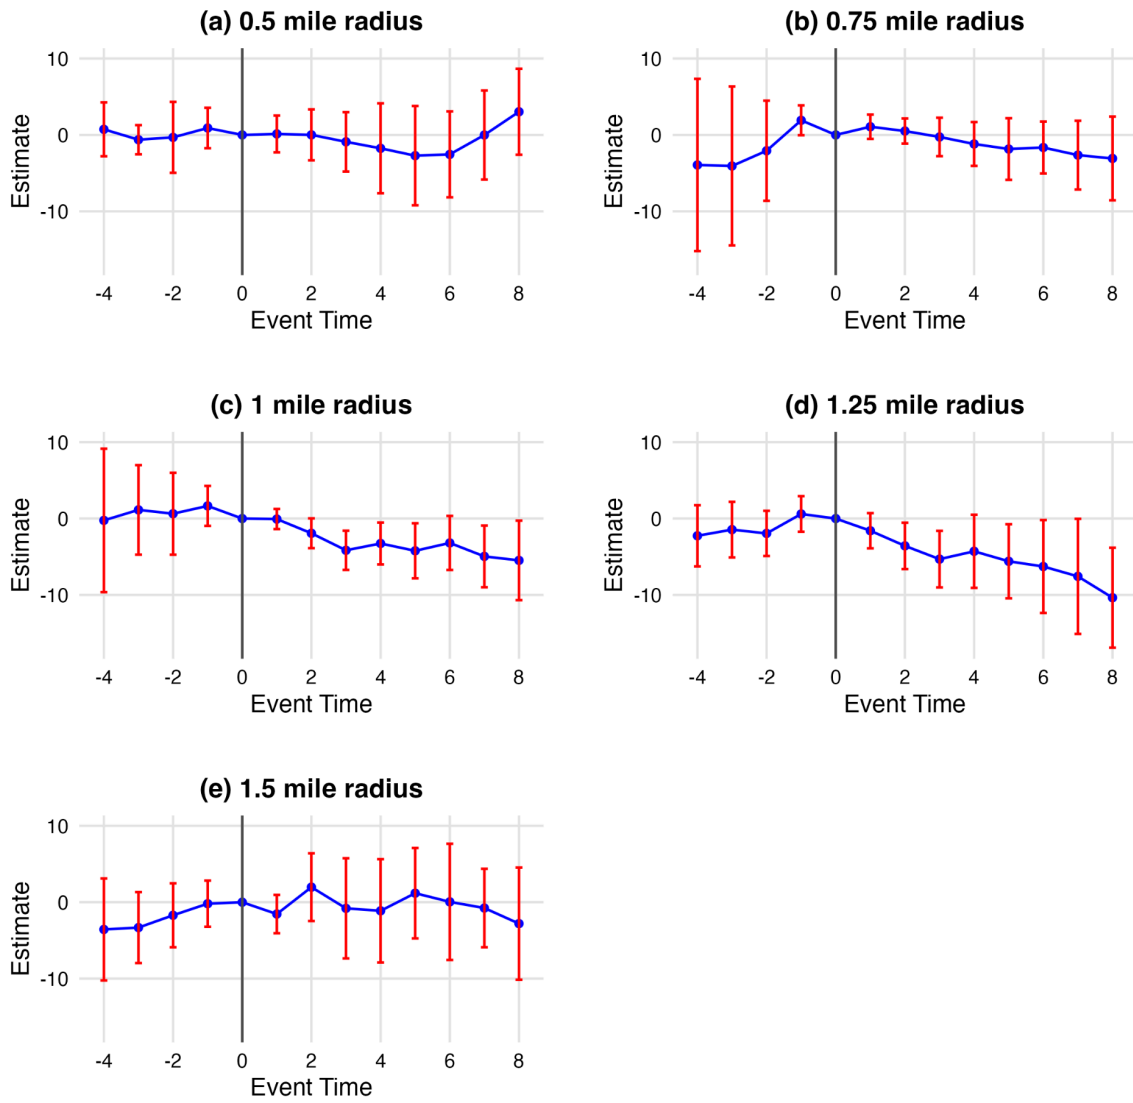 (a) 0.5 mile radius
10
0
-10
Estimate
-4 -2 0 2 4 6 8
Event Time
(b) 0.75 mile radius
10
0
-10
Estimate
-4 -2 0 2 4 6 8
Event Time
(c) 1 mile radius
10
0
-10
Estimate
-4 -2 0 2 4 6 8
Event Time
(d) 1.25 mile radius
10
0
-10
Estimate
-4 -2 0 2 4 6 8
Event Time
(e) 1.5 mile radius
10
0
-10
Estimate
-4 -2 0 2 4 6 8
Event Time